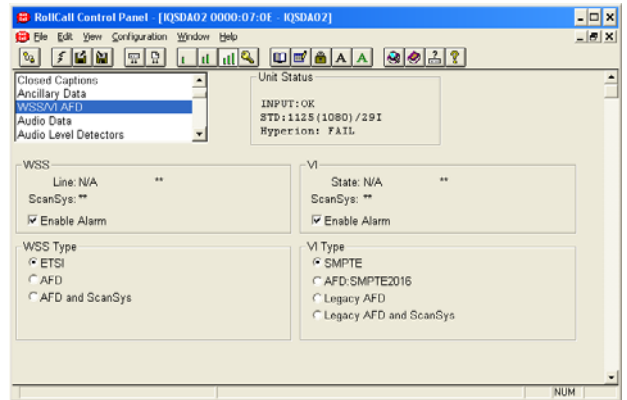 RollCall Control Panel - [IQSDA02 0000:07:0E - IQSDA02]
File Edit View Configuration Window Help
A A
Closed Captions
Ancillary Data
WSS/VI AFD
Audio Data
Audio Level Detectors
Unit Status
INPUT:OK
STD:1125(1080)/29I
Hyperion: FAIL
WSS
Line: N/A **
ScanSys: **
Enable Alarm
VI
State: N/A **
ScanSys: **
Enable Alarm
WSS Type
ETSI
AFD
AFD and ScanSys
VI Type
SMPTE
AFD:SMPTE2016
Legacy AFD
Legacy AFD and ScanSys
NUM